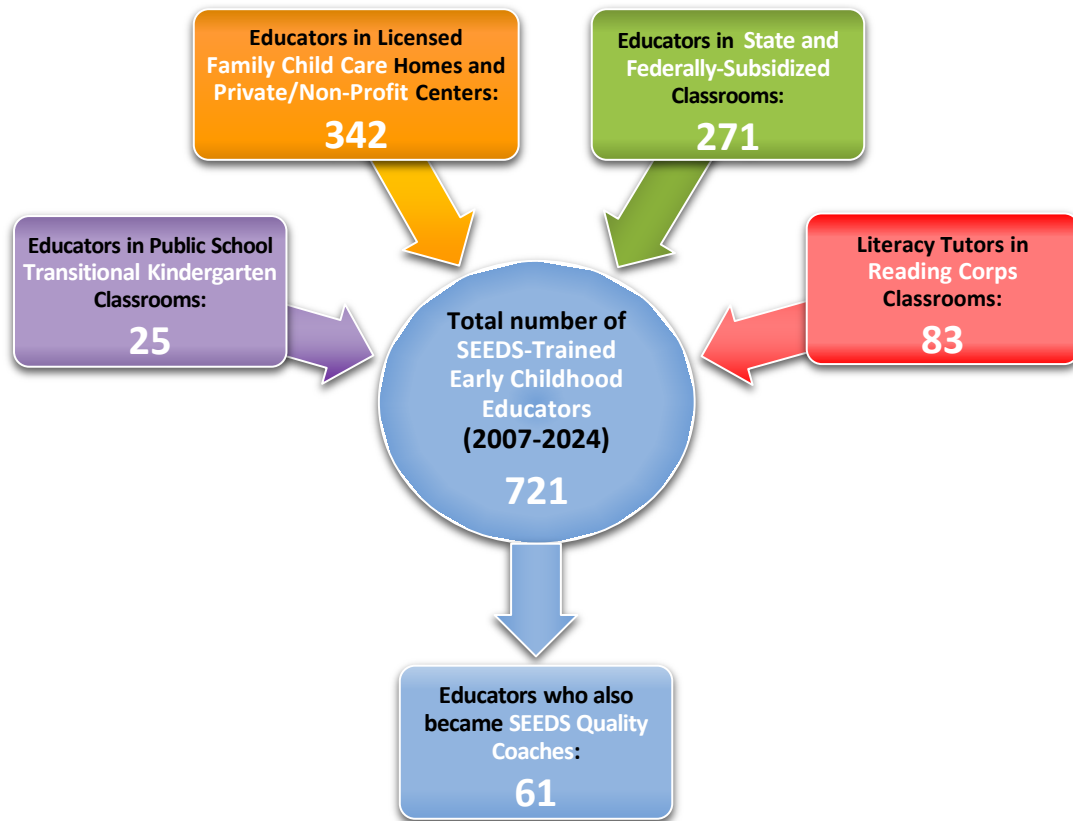 Educators in Licensed
Family Child Care Homes and
Private/Non-Profit Centers:
342
Educators in State and
Federally-Subsidized
Classrooms:
271
Educators in Public School
Transitional Kindergarten
Classrooms:
25
Literacy Tutors in
Reading Corps
Classrooms:
83
Total number of
SEEDS-Trained
Early Childhood
Educators
(2007-2024)
721
Educators who also
became SEEDS Quality
Coaches:
61